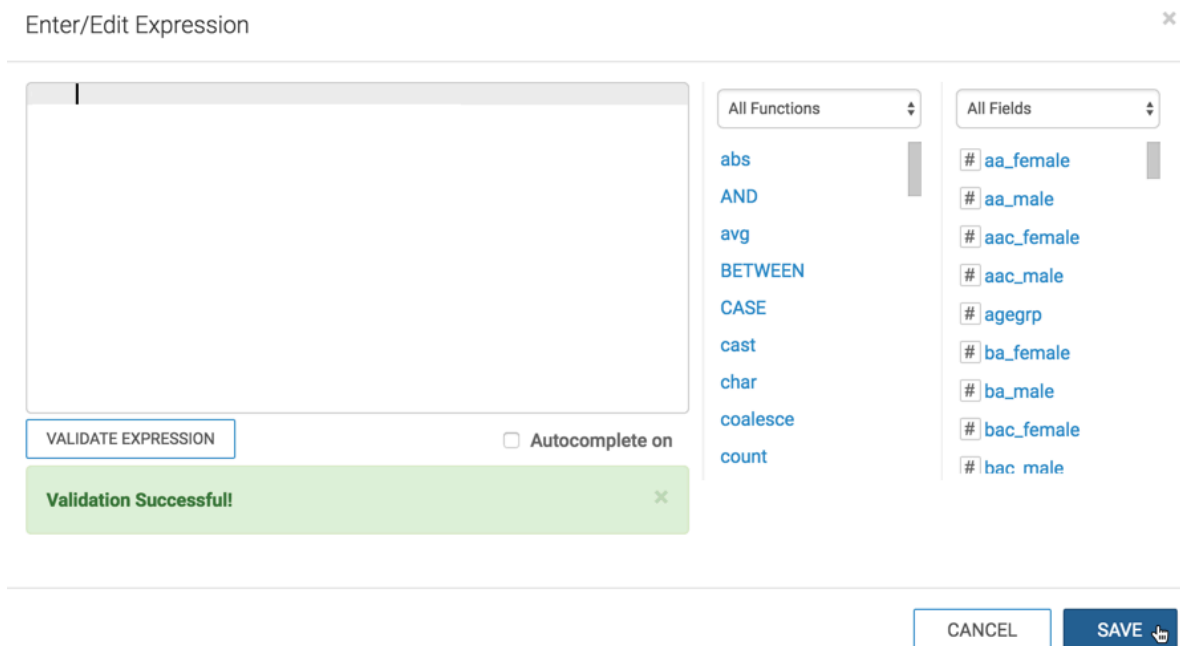 Enter/Edit Expression
×
All Functions
abs
AND
avg
BETWEEN
CASE
cast
char
coalesce
count
All Fields
# aa_female
# aa_male
# aac_female
# aac_male
# agegrp
# ba_female
# ba_male
# bac_female
# bac_male
VALIDATE EXPRESSION
Autocomplete on
Validation Successful!
×
CANCEL
SAVE